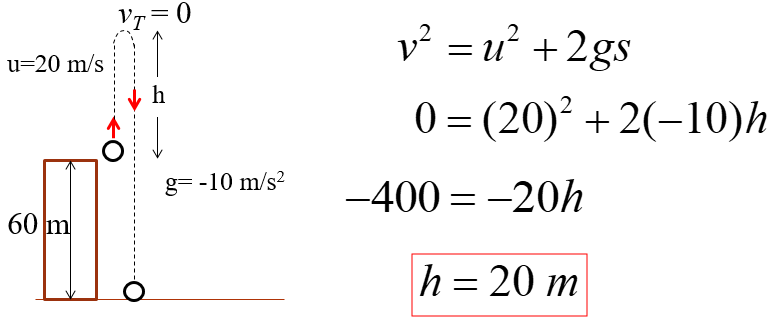 v_T = 0
u=20 m/s
h
g= -10 m/s²
60 m
v² = u² + 2gs
0 = (20)² + 2(−10)h
−400 = −20h
h = 20 m